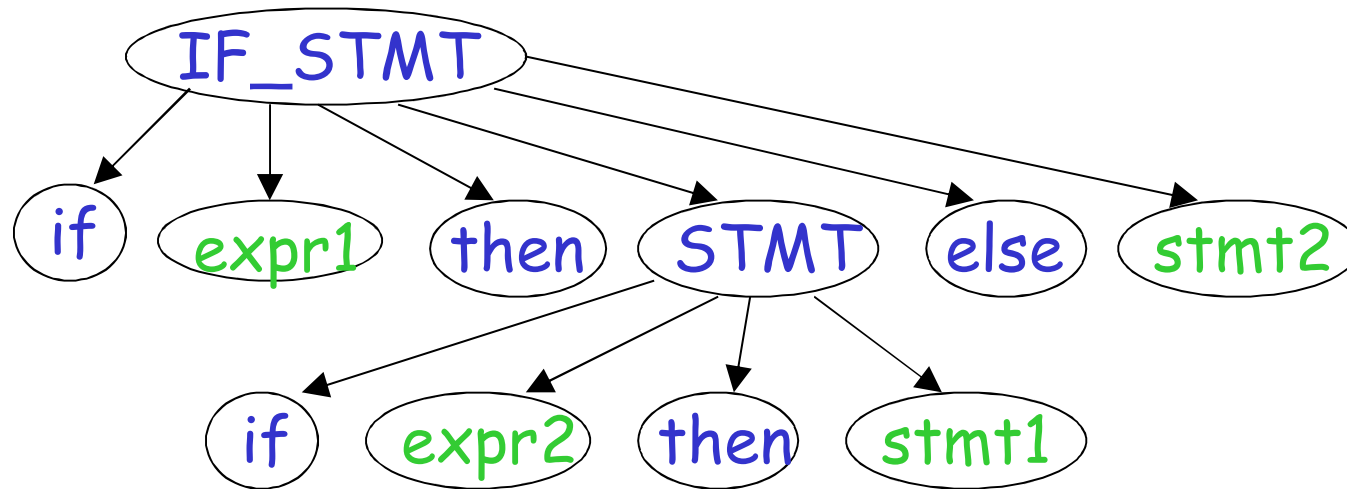 IF_STMT
if expr1 then STMT else stmt2
if expr2 then stmt1